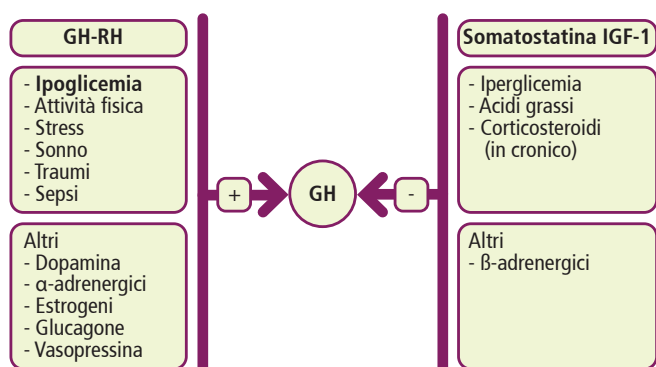 GH-RH
- Ipoglicemia
- Attività fisica
- Stress
- Sonno
- Traumi
- Sepsi
Altri
- Dopamina
- α-adrenergici
- Estrogeni
- Glucagone
- Vasopressina
+
GH
-
Somatostatina IGF-1
- Iperglicemia
- Acidi grassi
- Corticosteroidi
(in cronico)
Altri
- ß-adrenergici